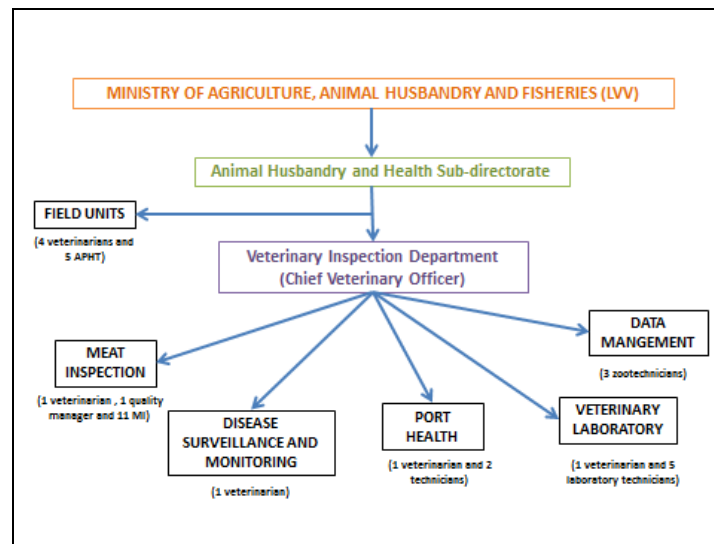 MINISTRY OF AGRICULTURE, ANIMAL HUSBANDRY AND FISHERIES (LVV)
Animal Husbandry and Health Sub-directorate
FIELD UNITS
(4 veterinarians and
5 APHT)
Veterinary Inspection Department
(Chief Veterinary Officer)
MEAT
INSPECTION
(1 veterinarian , 1 quality
manager and 11 MI)
DISEASE
SURVEILLANCE AND
MONITORING
(1 veterinarian)
PORT
HEALTH
(1 veterinarian and 2
technicians)
VETERINARY
LABORATORY
(1 veterinarian and 5
laboratory technicians)
DATA
MANGEMENT
(3 zootechnicians)